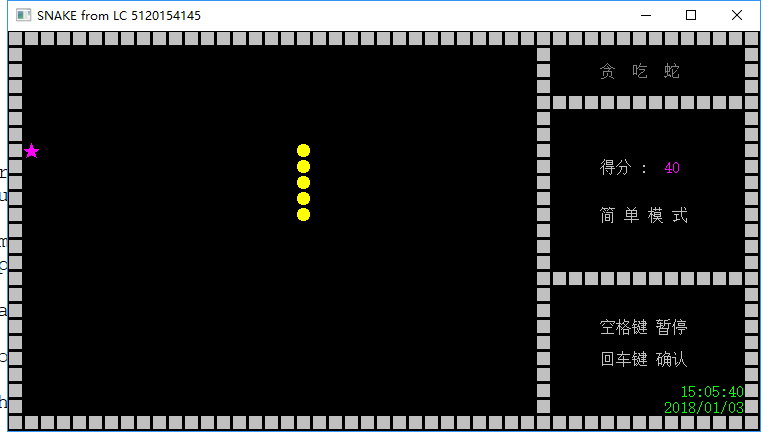 SNAKE from LC 5120154145
贪 吃 蛇
得分 : 40
简 单 模 式
空格键 暂停
回车键 确认
15:05:40
2018/01/03
r
u
m
p
a
h